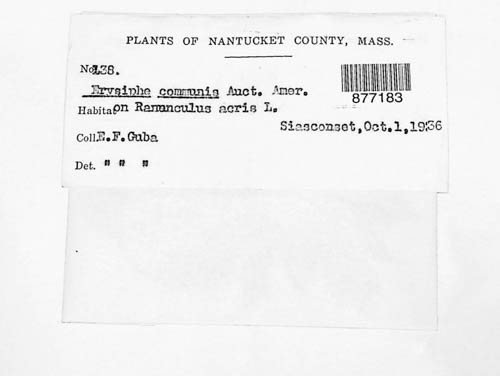 PLANTS OF NANTUCKET COUNTY, MASS.
No. 138.
Erysiphe communis Auct. Amer.
877183
Habitat on Ranunculus acris L.
Siasconset, Oct. 1, 1936
Coll. E. F. Guba
Det. " " "